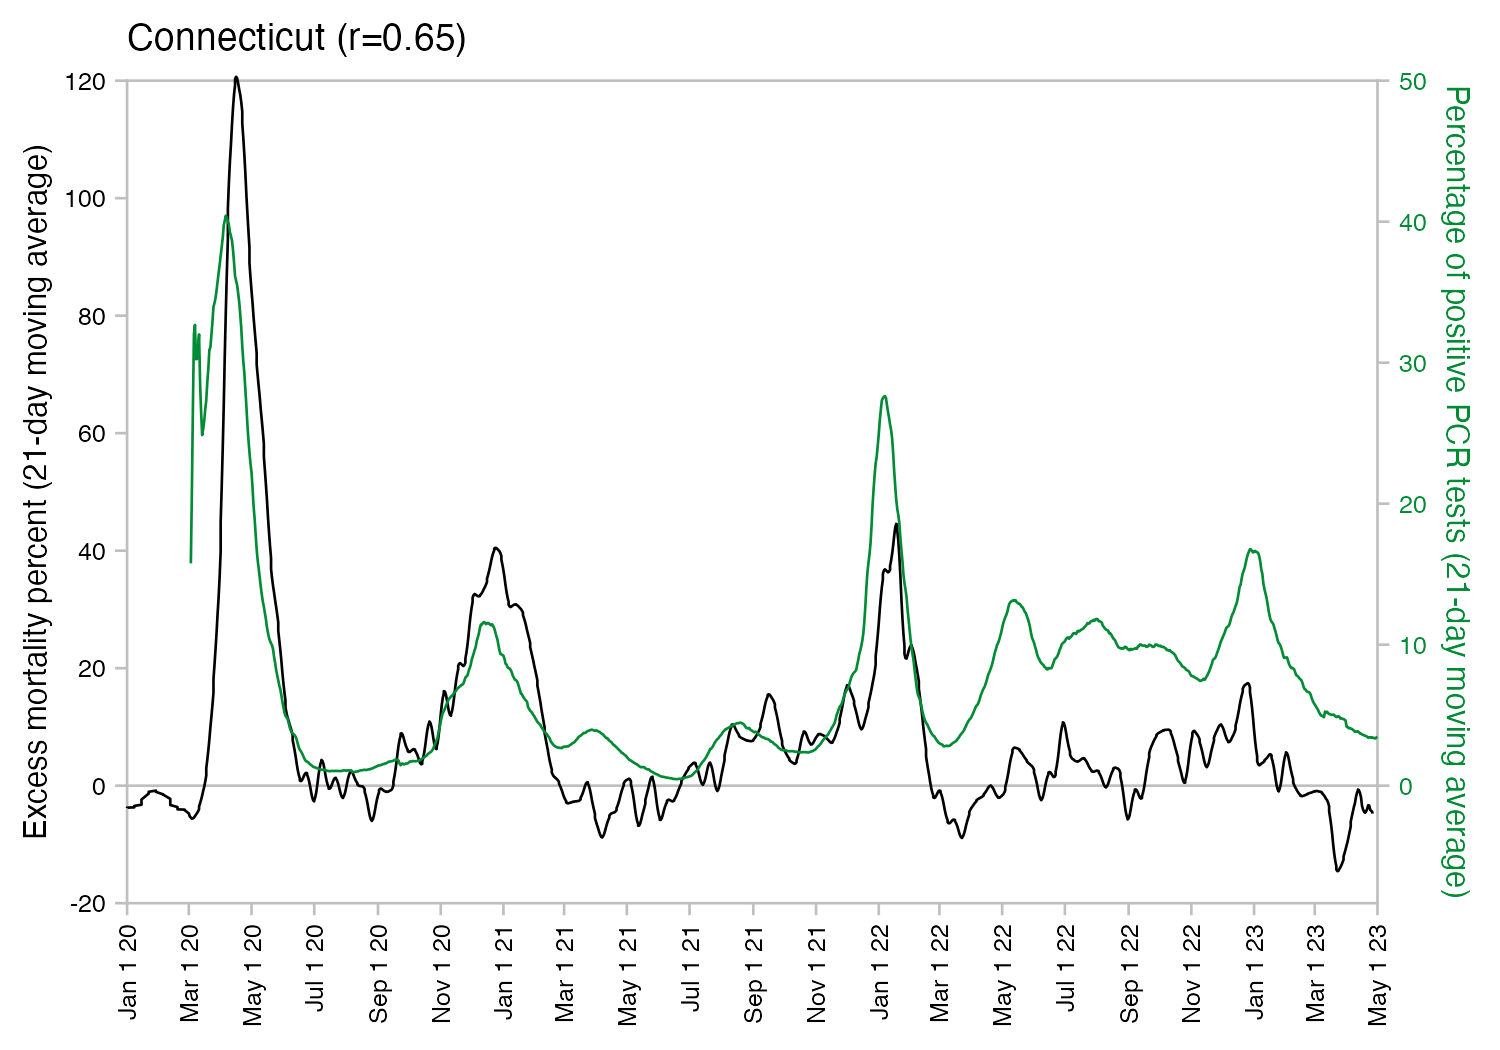 Connecticut (r=0.65)
Excess mortality percent (21-day moving average)
120
100
80
60
40
20
0
-20
50
40
30
20
10
0
Percentage of positive PCR tests (21-day moving average)
Jan 1 20
Mar 1 20
May 1 20
Jul 1 20
Sep 1 20
Nov 1 20
Jan 1 21
Mar 1 21
May 1 21
Jul 1 21
Sep 1 21
Nov 1 21
Jan 1 22
Mar 1 22
May 1 22
Jul 1 22
Sep 1 22
Nov 1 22
Jan 1 23
Mar 1 23
May 1 23